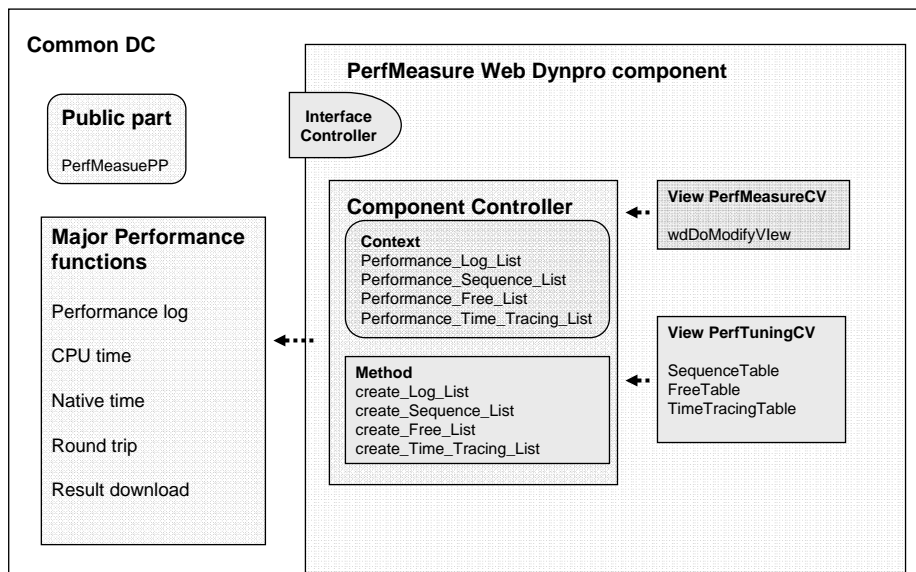 Common DC
PerfMeasure Web Dynpro component
Public part
PerfMeasuePP
Interface
Controller
Major Performance
functions
Performance log
CPU time
Native time
Round trip
Result download
Component Controller
Context
Performance_Log_List
Performance_Sequence_List
Performance_Free_List
Performance_Time_Tracing_List
Method
create_Log_List
create_Sequence_List
create_Free_List
create_Time_Tracing_List
View PerfMeasureCV
wdDoModifyVIew
View PerfTuningCV
SequenceTable
FreeTable
TimeTracingTable